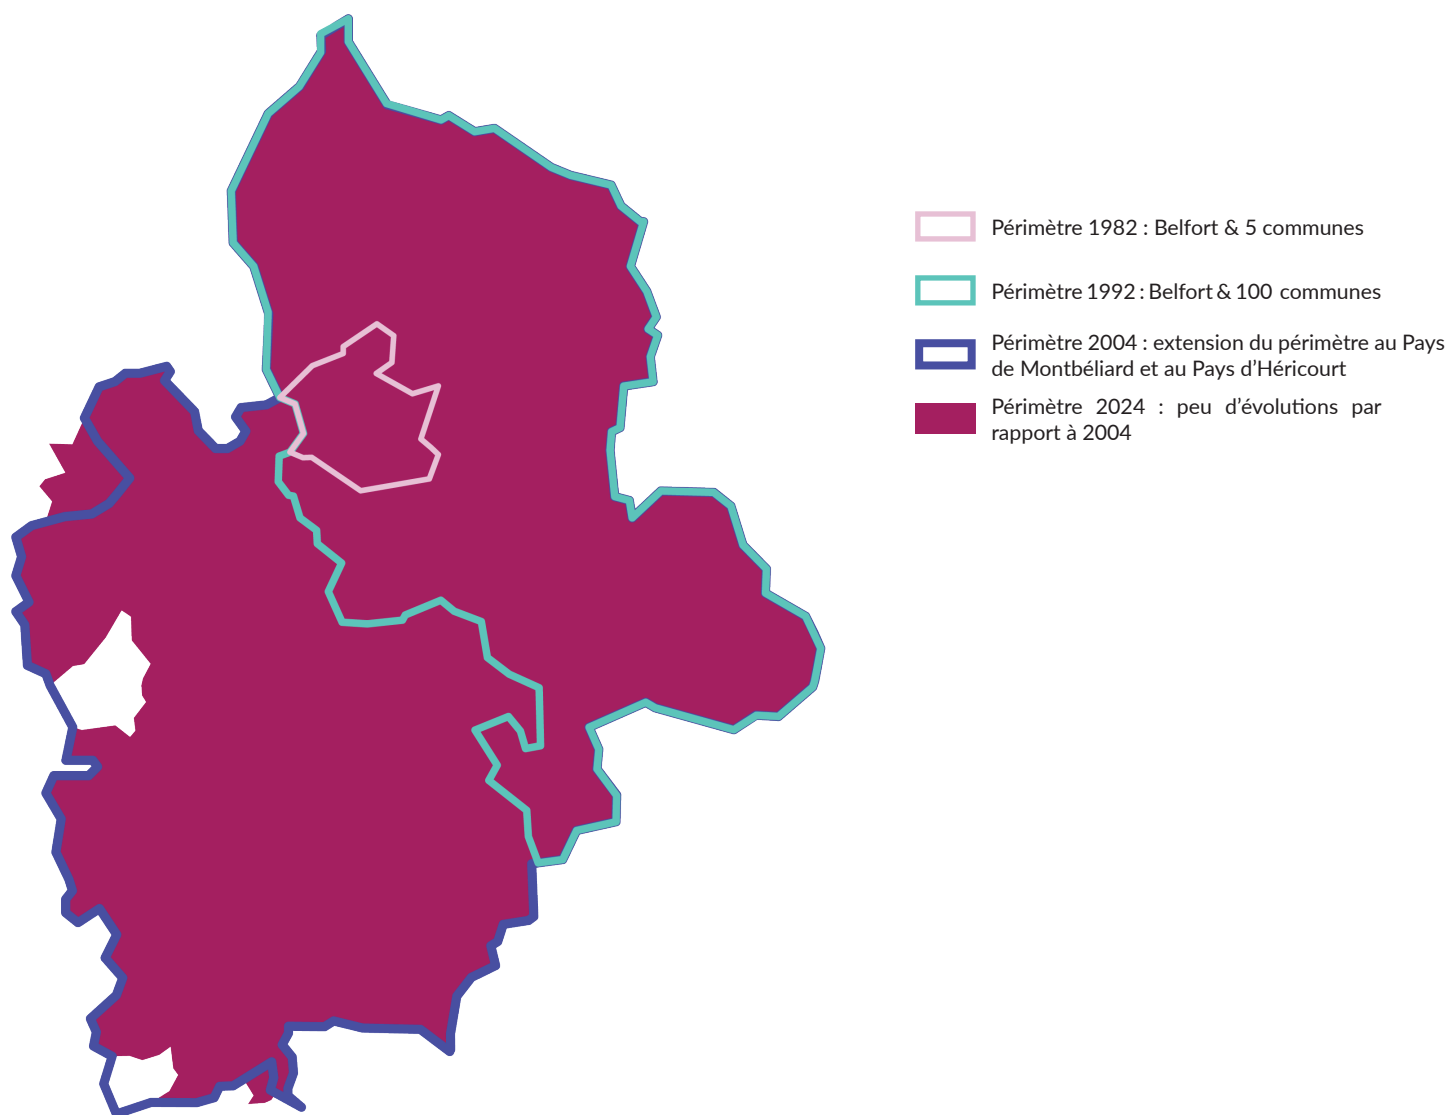 Périmètre 1982 : Belfort & 5 communes
Périmètre 1992 : Belfort & 100 communes
Périmètre 2004 : extension du périmètre au Pays
de Montbéliard et au Pays d’Héricourt
Périmètre 2024 : peu d’évolutions par
rapport à 2004